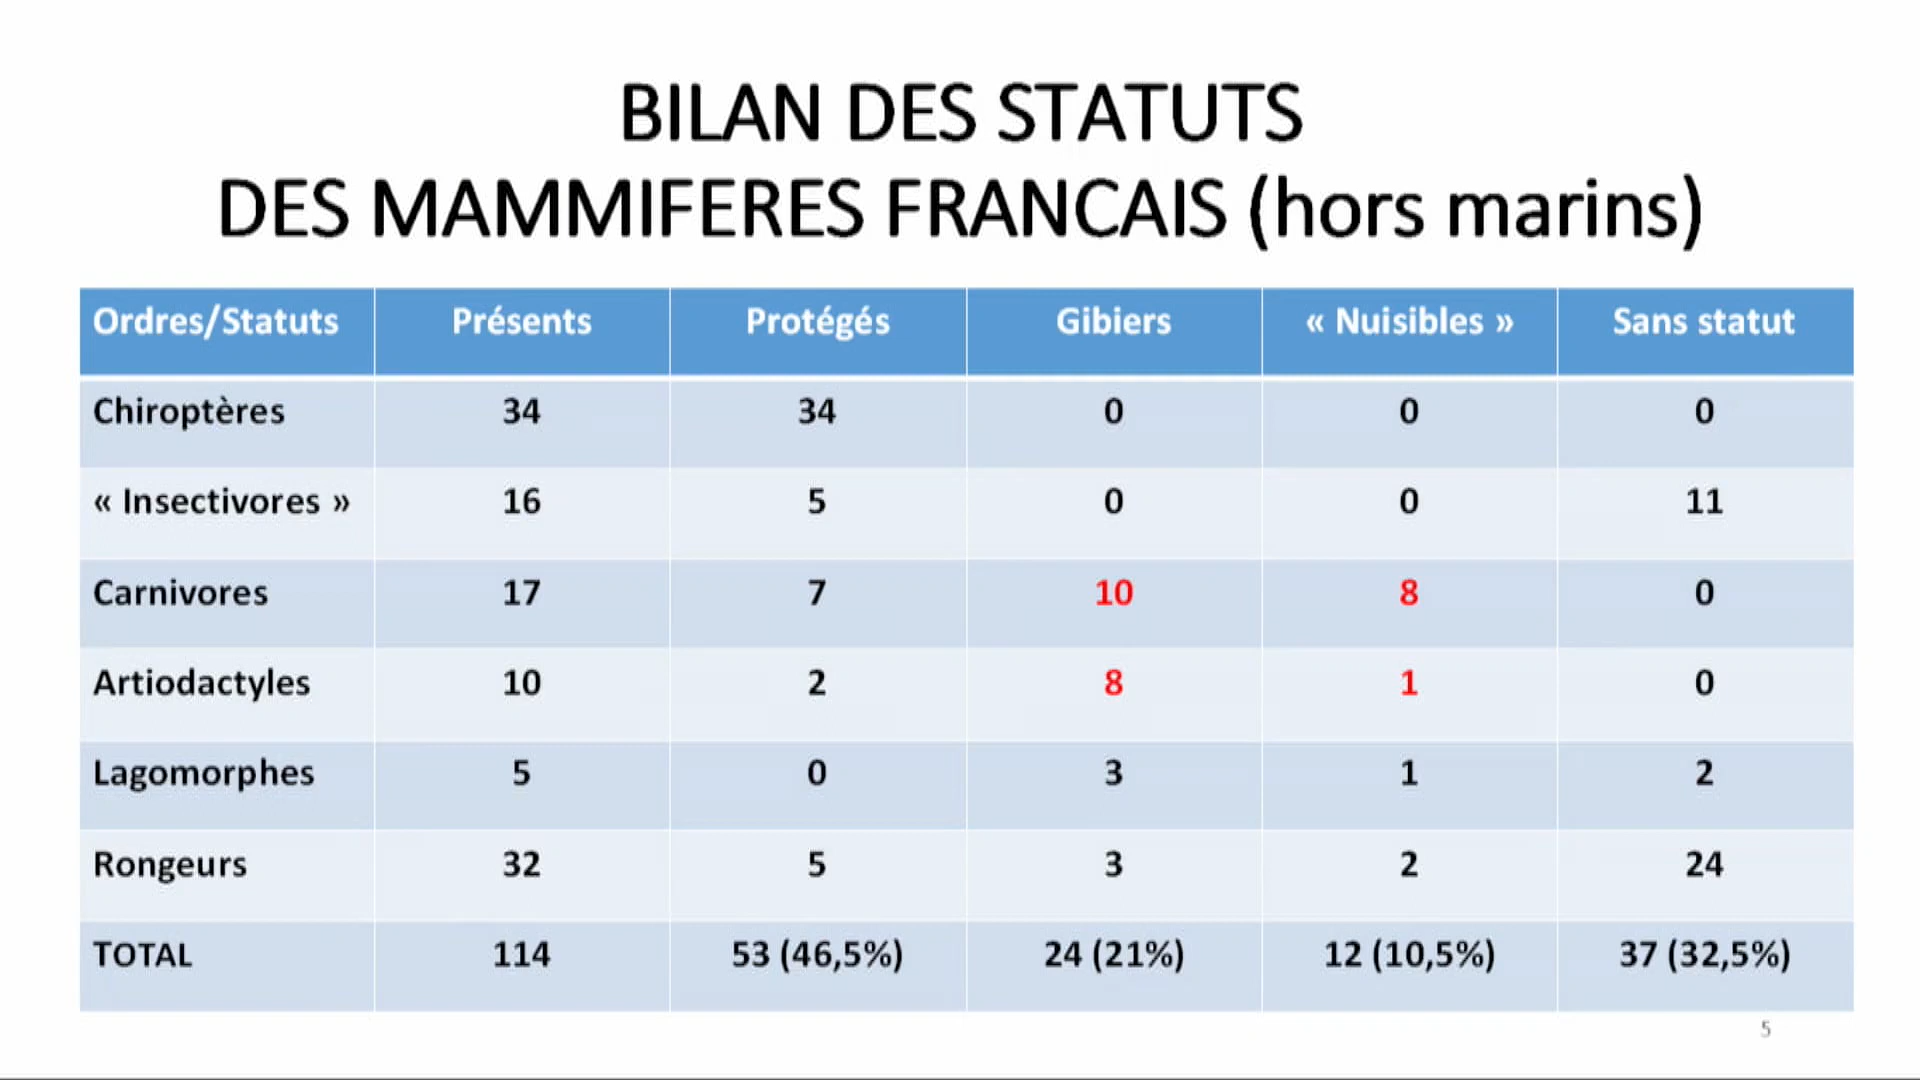 BILAN DES STATUTS
DES MAMMIFERES FRANCAIS (hors marins)
Ordres/Statuts Présents Protégés Gibiers « Nuisibles » Sans statut
Chiroptères 34 34 0 0 0
« Insectivores » 16 5 0 0 11
Carnivores 17 7 10 8 0
Artiodactyles 10 2 8 1 0
Lagomorphes 5 0 3 1 2
Rongeurs 32 5 3 2 24
TOTAL 114 53 (46,5%) 24 (21%) 12 (10,5%) 37 (32,5%)
5